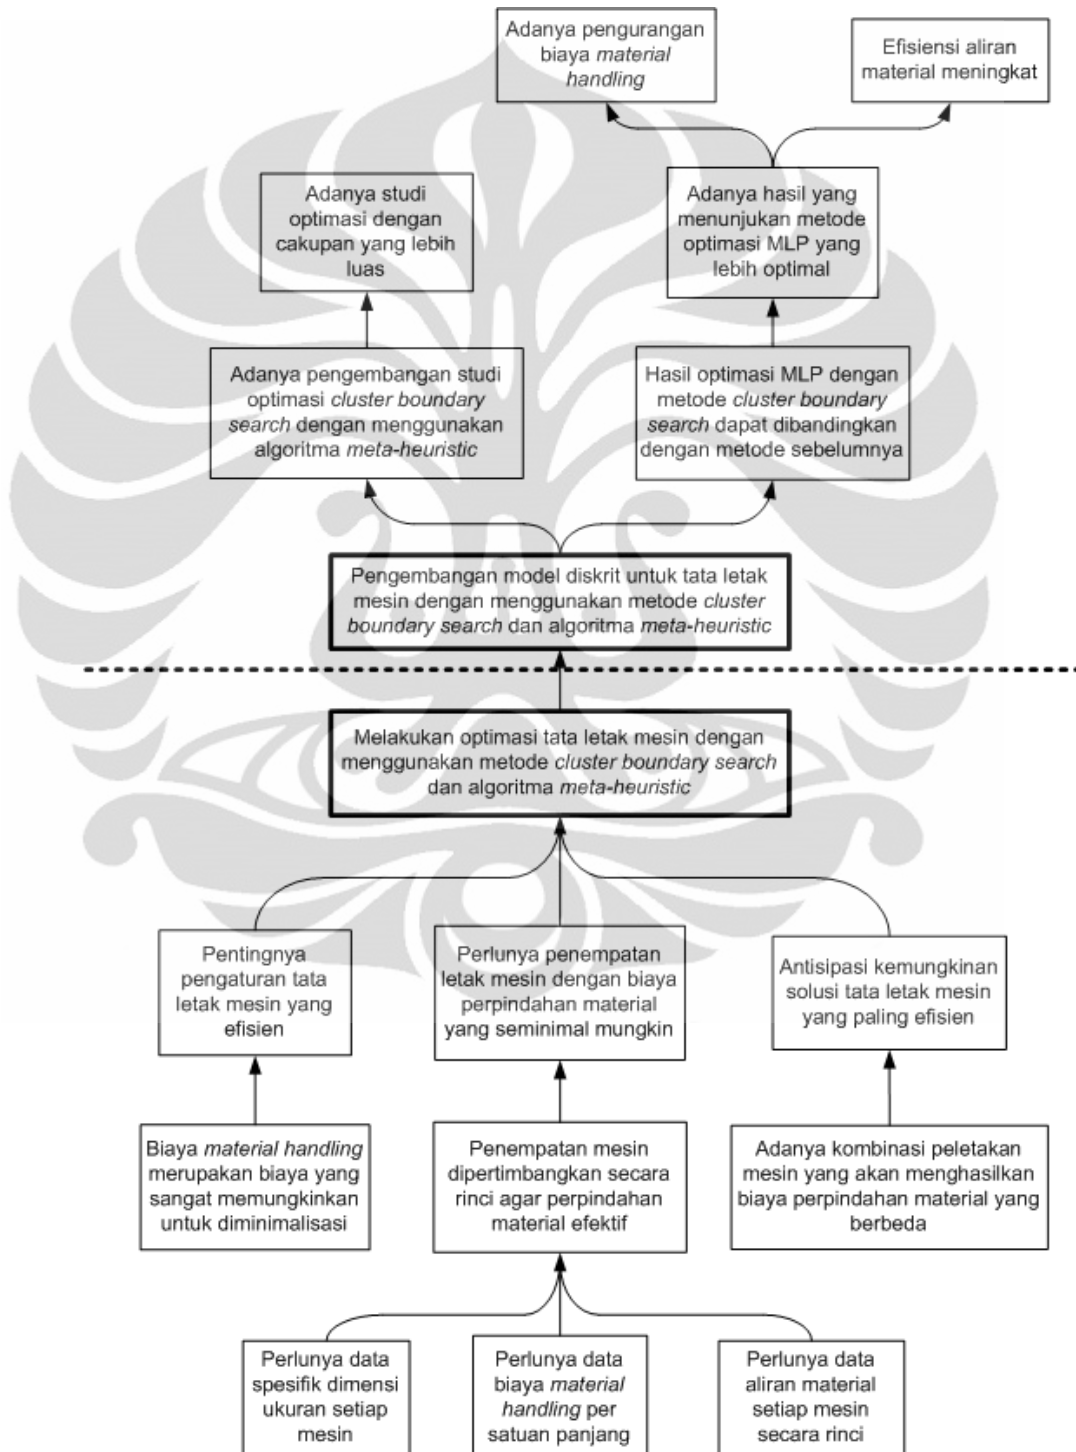 Adanya pengurangan
biaya material
handling
Efisiensi aliran
material meningkat
Adanya studi
optimasi dengan
cakupan yang lebih
luas
Adanya hasil yang
menunjukan metode
optimasi MLP yang
lebih optimal
Adanya pengembangan studi
optimasi cluster boundary
search dengan menggunakan
algoritma meta-heuristic
Hasil optimasi MLP dengan
metode cluster boundary
search dapat dibandingkan
dengan metode sebelumnya
Pengembangan model diskrit untuk tata letak
mesin dengan menggunakan metode cluster
boundary search dan algoritma meta-heuristic
Melakukan optimasi tata letak mesin dengan
menggunakan metode cluster boundary search
dan algoritma meta-heuristic
Pentingnya
pengaturan tata
letak mesin yang
efisien
Perlunya penempatan
letak mesin dengan biaya
perpindahan material
yang seminimal mungkin
Antisipasi kemungkinan
solusi tata letak mesin
yang paling efisien
Biaya material handling
merupakan biaya yang
sangat memungkinkan
untuk diminimalisasi
Penempatan mesin
dipertimbangkan secara
rinci agar perpindahan
material efektif
Adanya kombinasi peletakan
mesin yang akan menghasilkan
biaya perpindahan material yang
berbeda
Perlunya data
spesifik dimensi
ukuran setiap
mesin
Perlunya data
biaya material
handling per
satuan panjang
Perlunya data
aliran material
setiap mesin
secara rinci